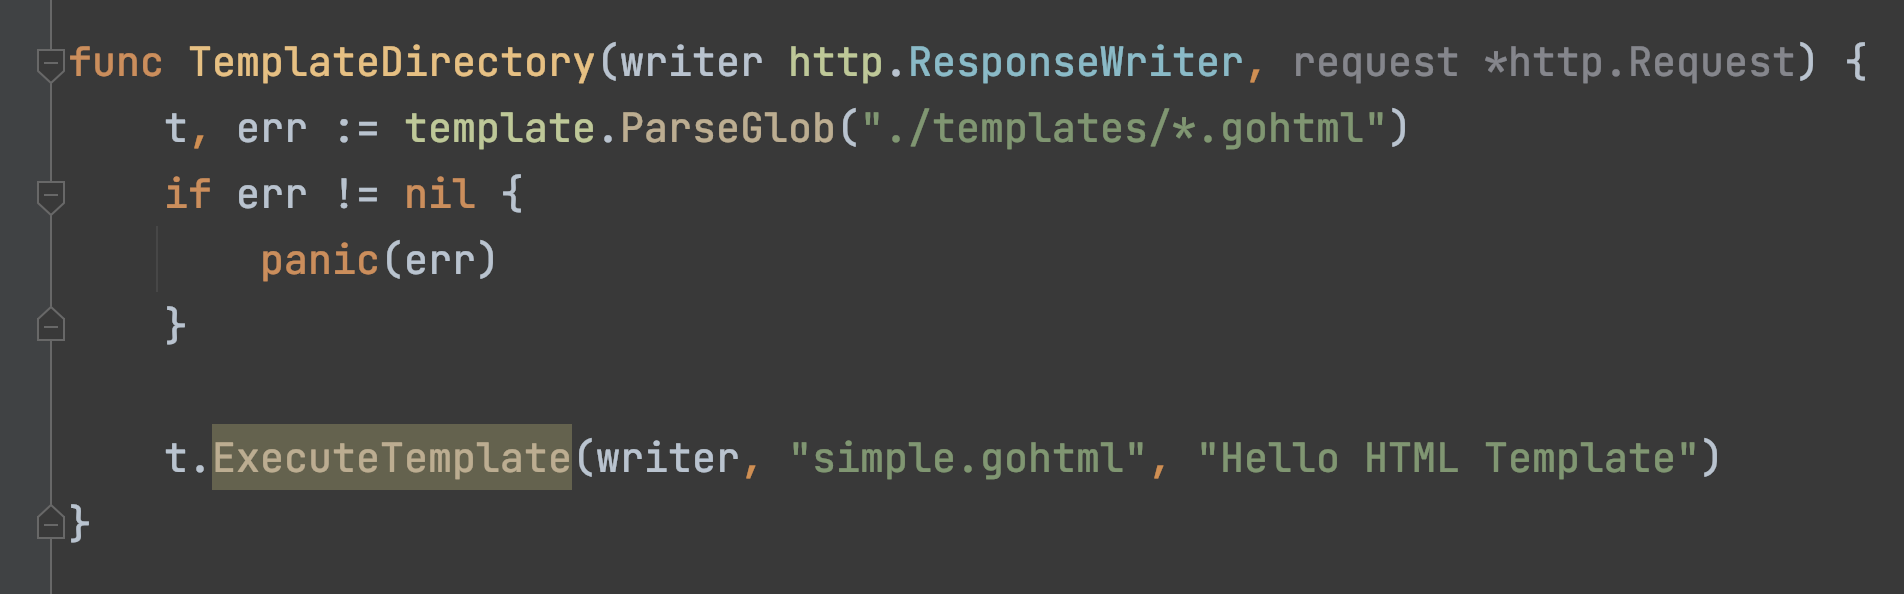 func TemplateDirectory(writer http.ResponseWriter, request *http.Request) {
    t, err := template.ParseGlob("./templates/*.gohtml")
    if err != nil {
        panic(err)
    }

    t.ExecuteTemplate(writer, "simple.gohtml", "Hello HTML Template")
}